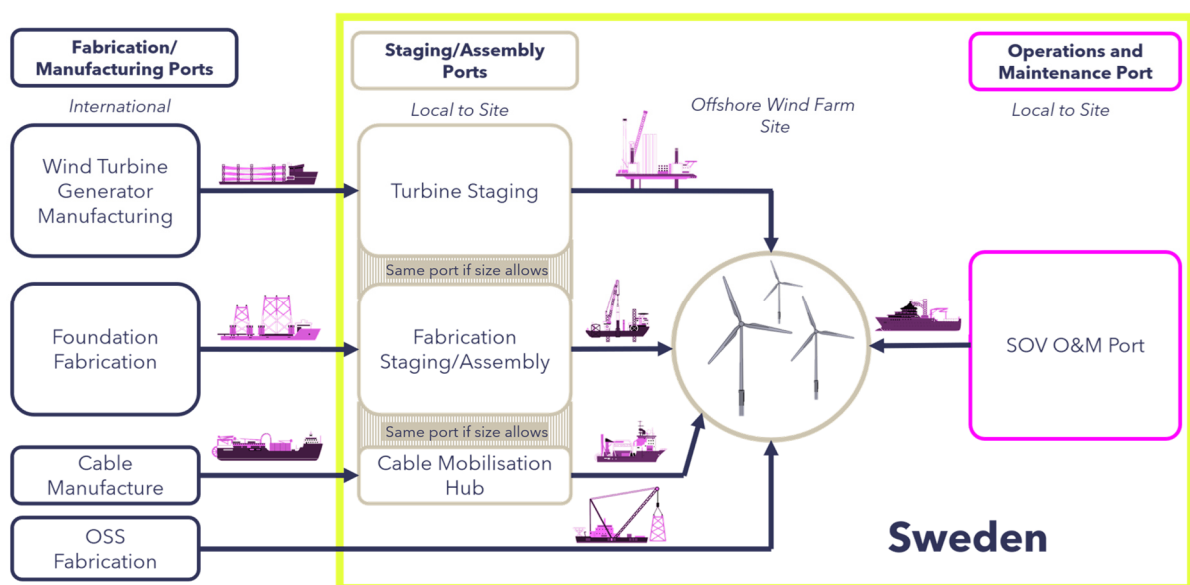 Fabrication/
Manufacturing Ports
International
Wind Turbine
Generator
Manufacturing
Foundation
Fabrication
Cable
Manufacture
OSS
Fabrication
Staging/Assembly
Ports
Local to Site
Turbine Staging
Same port if size allows
Fabrication
Staging/Assembly
Same port if size allows
Cable Mobilisation
Hub
Offshore Wind Farm
Site
Operations and
Maintenance Port
Local to Site
SOV O&M Port
Sweden